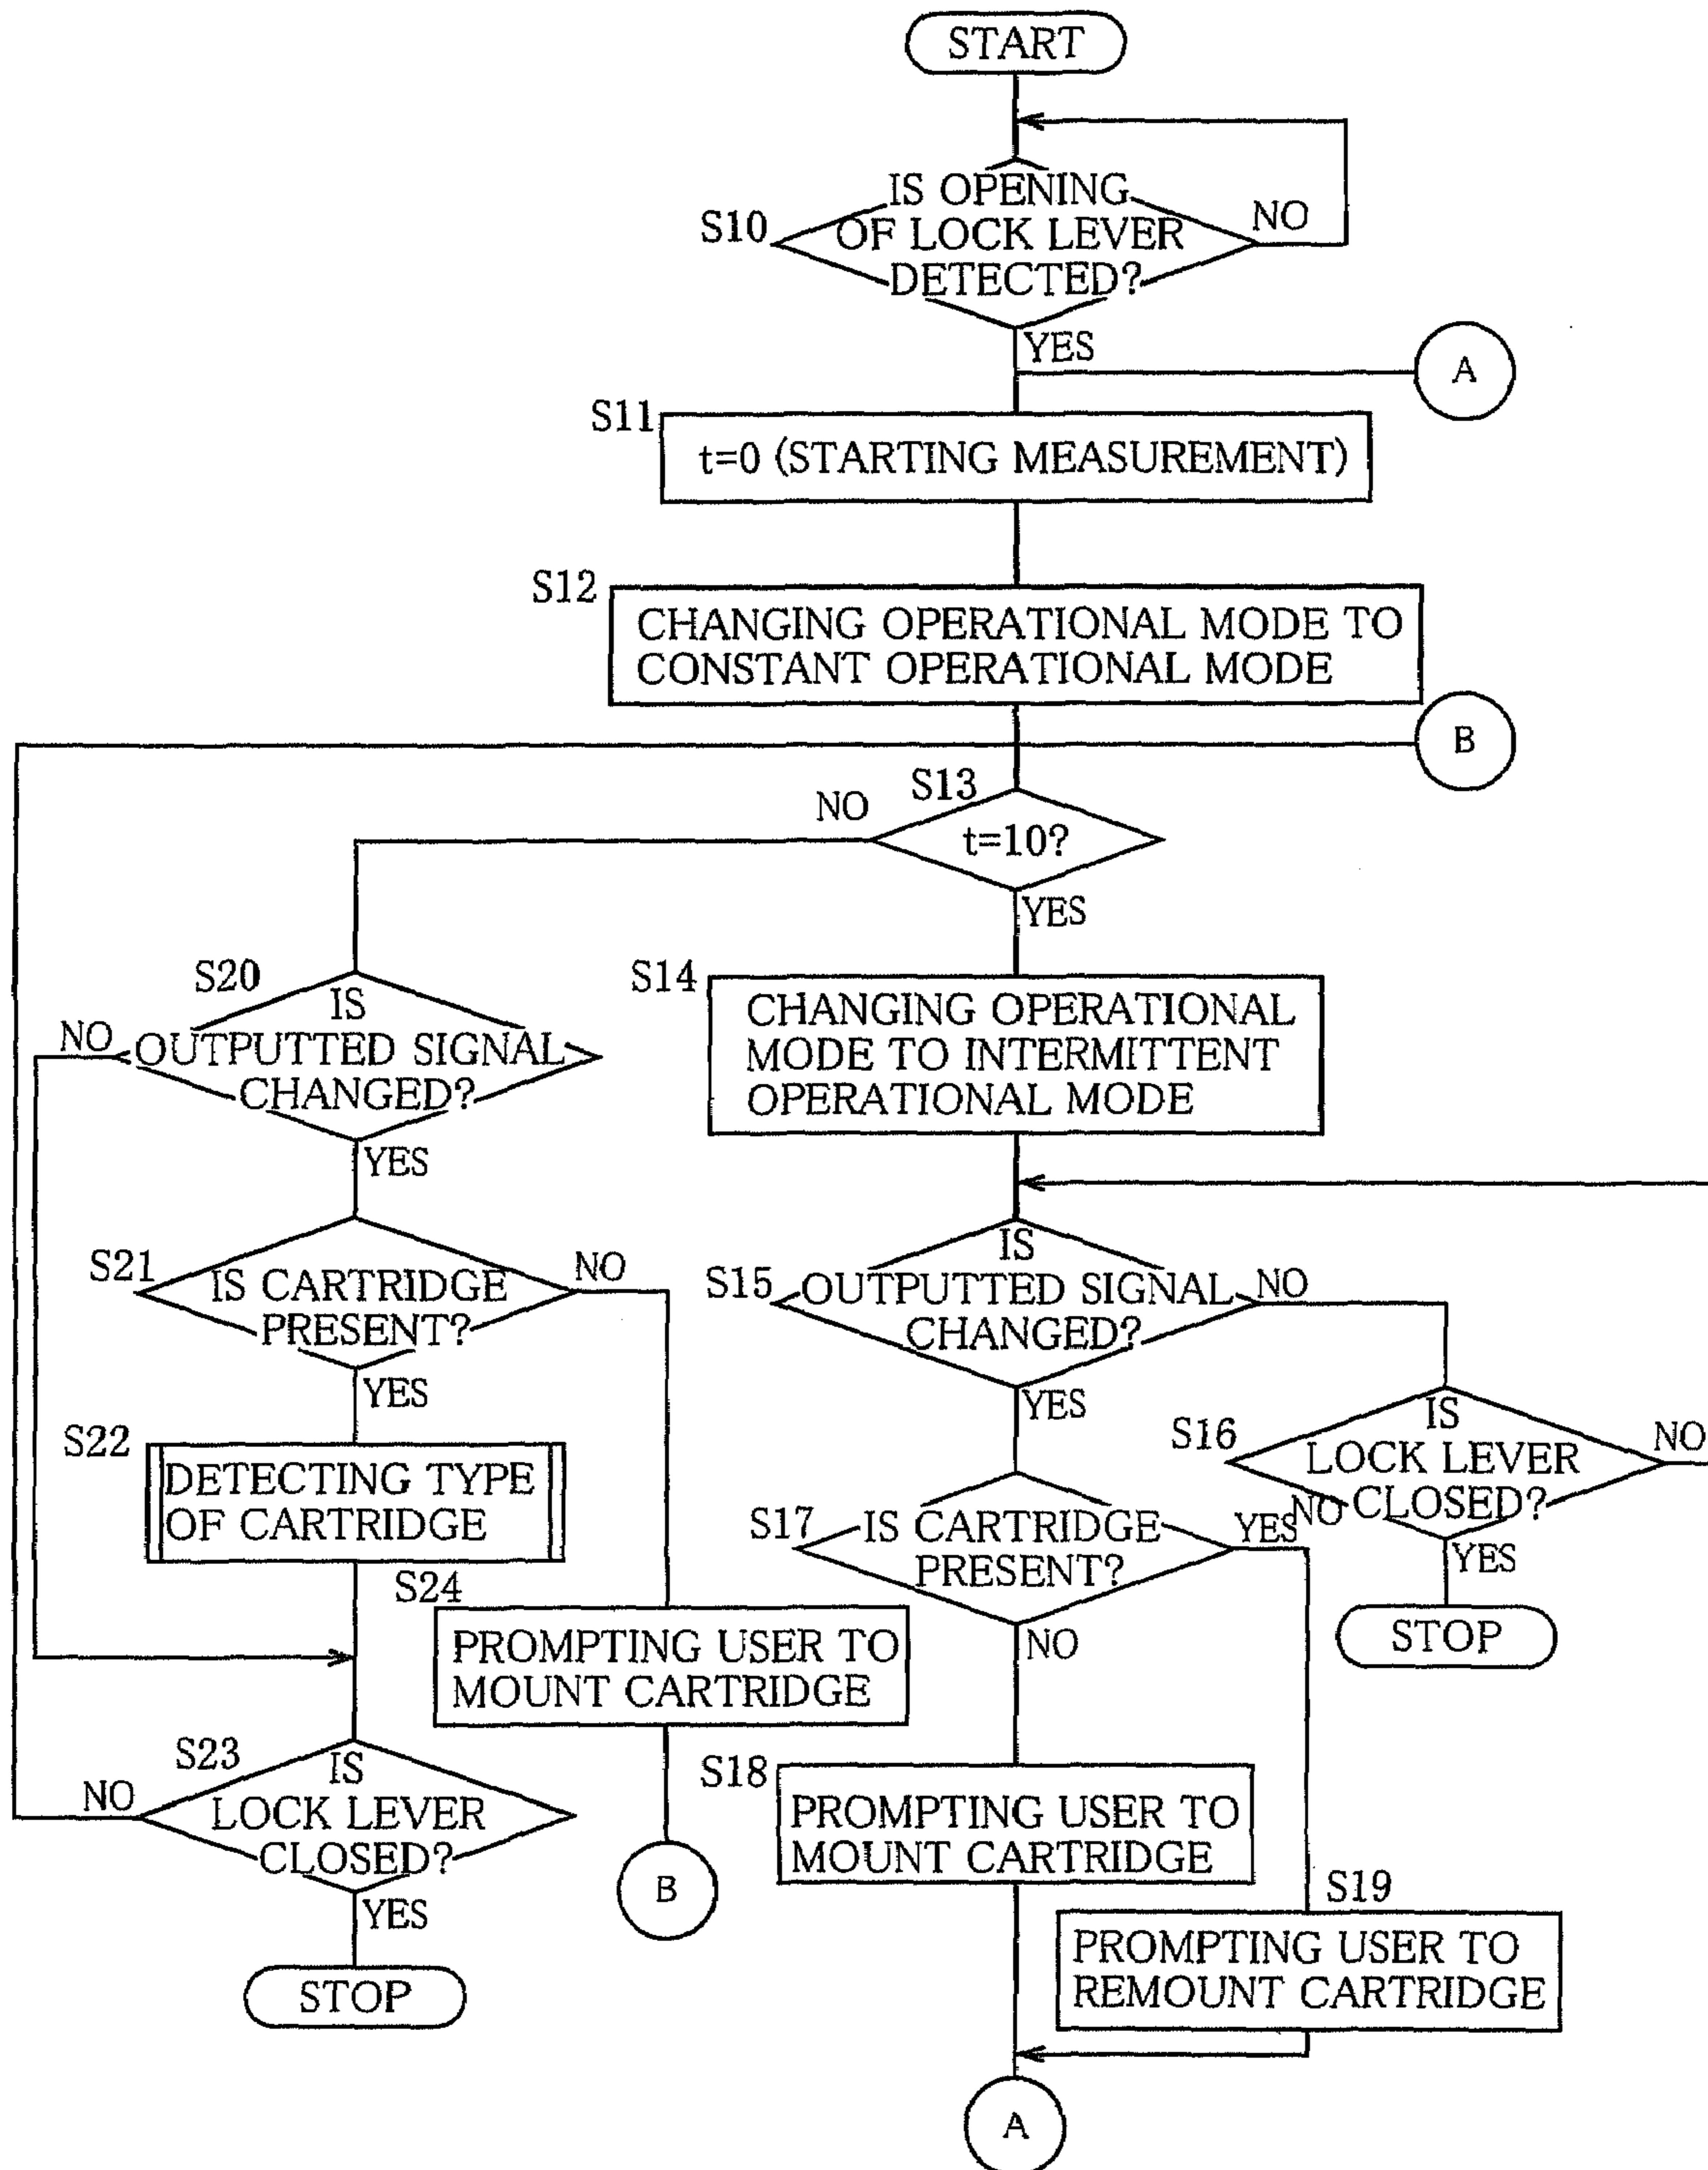 START
IS OPENING
OF LOCK LEVER
DETECTED?
S10
NO
YES
A
S11
t=0 (STARTING MEASUREMENT)
S12
CHANGING OPERATIONAL MODE TO
CONSTANT OPERATIONAL MODE
B
S13
NO
t=10?
YES
S20
IS
OUTPUTTED SIGNAL
CHANGED?
NO
YES
S14
CHANGING OPERATIONAL
MODE TO INTERMITTENT
OPERATIONAL MODE
S21
IS CARTRIDGE
PRESENT?
NO
YES
S15
IS
OUTPUTTED SIGNAL
CHANGED?
NO
YES
S22
DETECTING TYPE
OF CARTRIDGE
S16
IS
LOCK LEVER
CLOSED?
NO
NO
YES
STOP
S17
IS CARTRIDGE
PRESENT?
YES
NO
S24
PROMPTING USER TO
MOUNT CARTRIDGE
B
S23
IS
LOCK LEVER
CLOSED?
NO
YES
STOP
S18
PROMPTING USER TO
MOUNT CARTRIDGE
S19
PROMPTING USER TO
REMOUNT CARTRIDGE
A